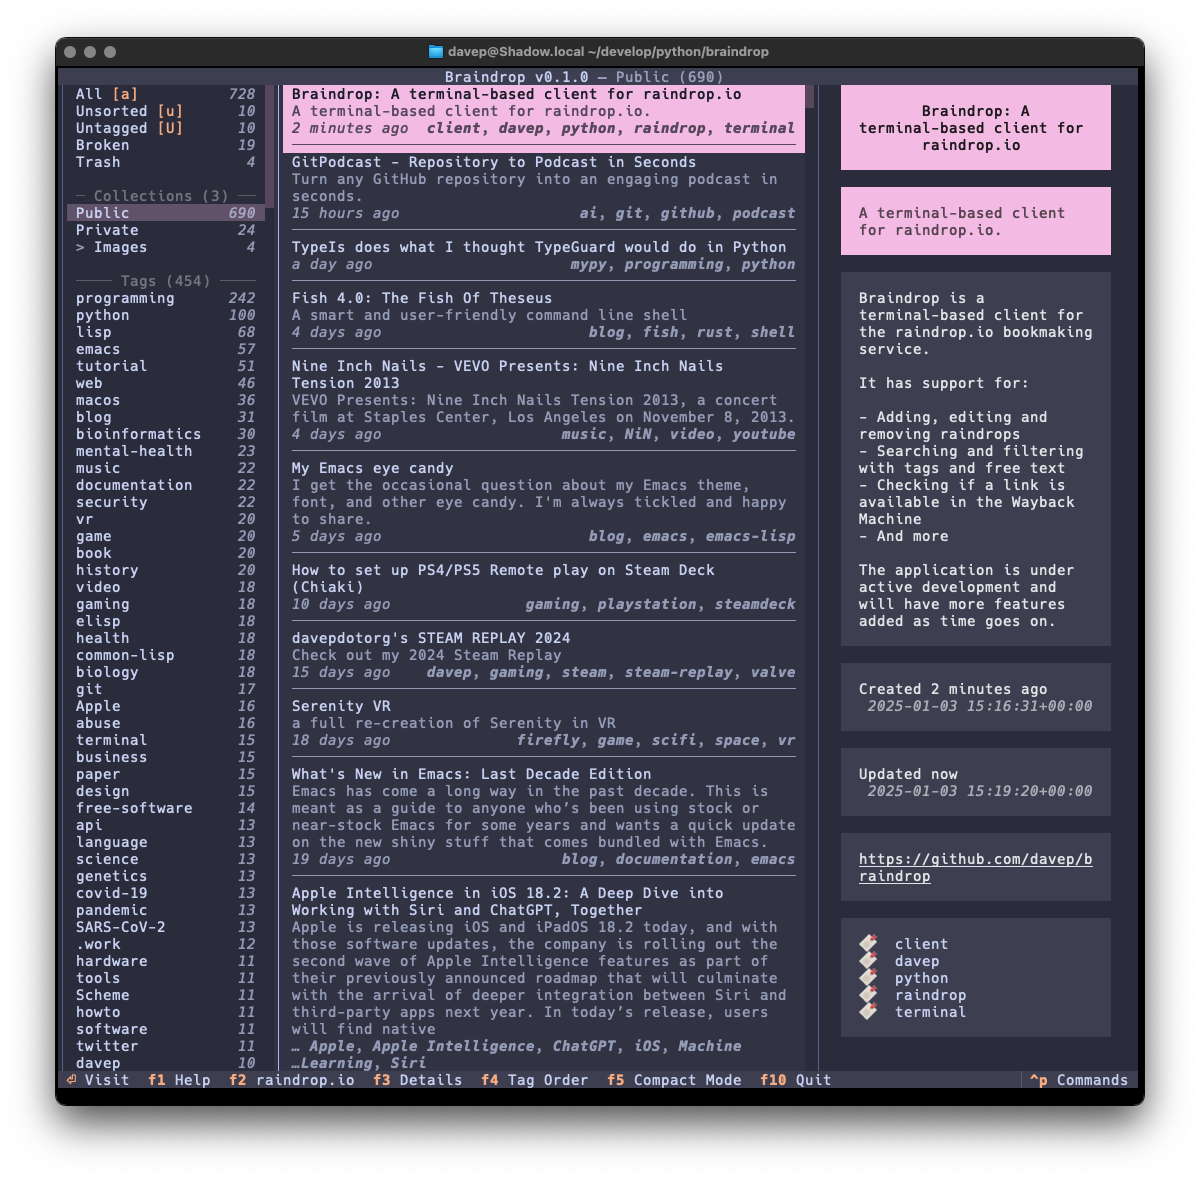 davep@Shadow.local ~/develop/python/braindrop
Braindrop v0.1.0 — Public (690)
All [a] 728
Unsorted [u] 10
Untagged [U] 10
Broken 19
Trash 4
Collections (3)
Public 690
Private 24
> Images 4
Tags (454)
programming 242
python 100
lisp 68
emacs 57
tutorial 51
web 46
macos 36
blog 31
bioinformatics 30
mental-health 23
music 22
documentation 22
security 22
vr 20
game 20
book 20
history 20
video 18
gaming 18
elisp 18
health 18
common-lisp 18
biology 18
git 17
Apple 16
abuse 16
terminal 15
business 15
paper 15
design 15
free-software 14
api 13
language 13
science 13
genetics 13
covid-19 13
pandemic 13
SARS-CoV-2 13
.work 12
hardware 11
tools 11
Scheme 11
howto 11
software 11
twitter 11
davep 10
Braindrop: A terminal-based client for raindrop.io
A terminal-based client for raindrop.io.
2 minutes ago client, davep, python, raindrop, terminal
GitPodcast - Repository to Podcast in Seconds
Turn any GitHub repository into an engaging podcast in
seconds.
15 hours ago ai, git, github, podcast
TypeIs does what I thought TypeGuard would do in Python
a day ago mypy, programming, python
Fish 4.0: The Fish Of Theseus
A smart and user-friendly command line shell
4 days ago blog, fish, rust, shell
Nine Inch Nails - VEVO Presents: Nine Inch Nails
Tension 2013
VEVO Presents: Nine Inch Nails Tension 2013, a concert
film at Staples Center, Los Angeles on November 8, 2013.
4 days ago music, NiN, video, youtube
My Emacs eye candy
I get the occasional question about my Emacs theme,
font, and other eye candy. I'm always tickled and happy
to share.
5 days ago blog, emacs, emacs-lisp
How to set up PS4/PS5 Remote play on Steam Deck
(Chiaki)
10 days ago gaming, playstation, steamdeck
davepdotorg's STEAM REPLAY 2024
Check out my 2024 Steam Replay
15 days ago davep, gaming, steam, steam-replay, valve
Serenity VR
a full re-creation of Serenity in VR
18 days ago firefly, game, scifi, space, vr
What's New in Emacs: Last Decade Edition
Emacs has come a long way in the past decade. This is
meant as a guide to anyone who’s been using stock or
near-stock Emacs for some years and wants a quick update
on the new shiny stuff that comes bundled with Emacs.
19 days ago blog, documentation, emacs
Apple Intelligence in iOS 18.2: A Deep Dive into
Working with Siri and ChatGPT, Together
Apple is releasing iOS and iPadOS 18.2 today, and with
those software updates, the company is rolling out the
second wave of Apple Intelligence features as part of
their previously announced roadmap that will culminate
with the arrival of deeper integration between Siri and
third-party apps next year. In today’s release, users
will find native
… Apple, Apple Intelligence, ChatGPT, iOS, Machine
…Learning, Siri
Braindrop: A
terminal-based client for
raindrop.io
A terminal-based client
for raindrop.io.
Braindrop is a
terminal-based client for
the raindrop.io bookmaking
service.
It has support for:
- Adding, editing and
removing raindrops
- Searching and filtering
with tags and free text
- Checking if a link is
available in the Wayback
Machine
- And more
The application is under
active development and
will have more features
added as time goes on.
Created 2 minutes ago
2025-01-03 15:16:31+00:00
Updated now
2025-01-03 15:19:20+00:00
https://github.com/davep/b
raindrop
client
davep
python
raindrop
terminal
⏎ Visit f1 Help f2 raindrop.io f3 Details f4 Tag Order f5 Compact Mode f10 Quit ^p Commands